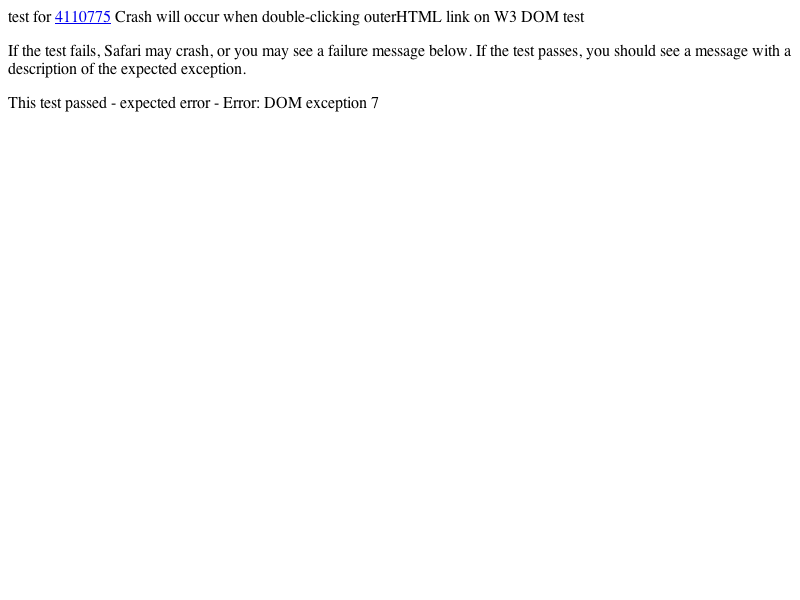 test for 4110775 Crash will occur when double-clicking outerHTML link on W3 DOM test
If the test fails, Safari may crash, or you may see a failure message below. If the test passes, you should see a message with a
description of the expected exception.
This test passed - expected error - Error: DOM exception 7